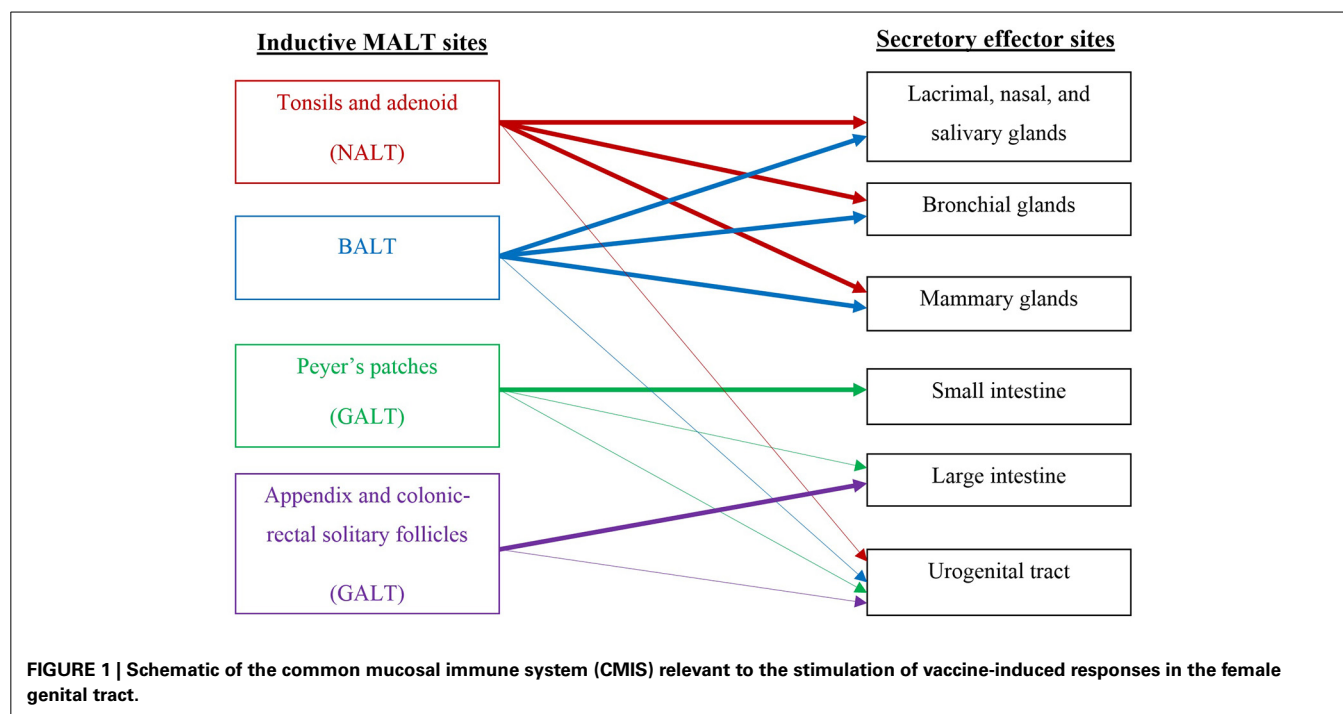 Inductive MALT sites
Secretory effector sites
Tonsils and adenoid
(NALT)
BALT
Peyer's patches
(GALT)
Appendix and colonic-
rectal solitary follicles
(GALT)
Lacrimal, nasal, and
salivary glands
Bronchial glands
Mammary glands
Small intestine
Large intestine
Urogenital tract
FIGURE 1 | Schematic of the common mucosal immune system (CMIS) relevant to the stimulation of vaccine-induced responses in the female
genital tract.